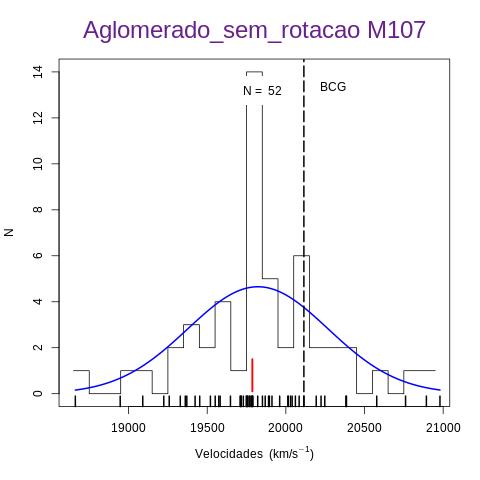 Aglomerado_sem_rotacao M107
N = 52
BCG
14
12
10
8
6
4
2
0
N
19000 19500 20000 20500 21000
Velocidades (km/s⁻¹)